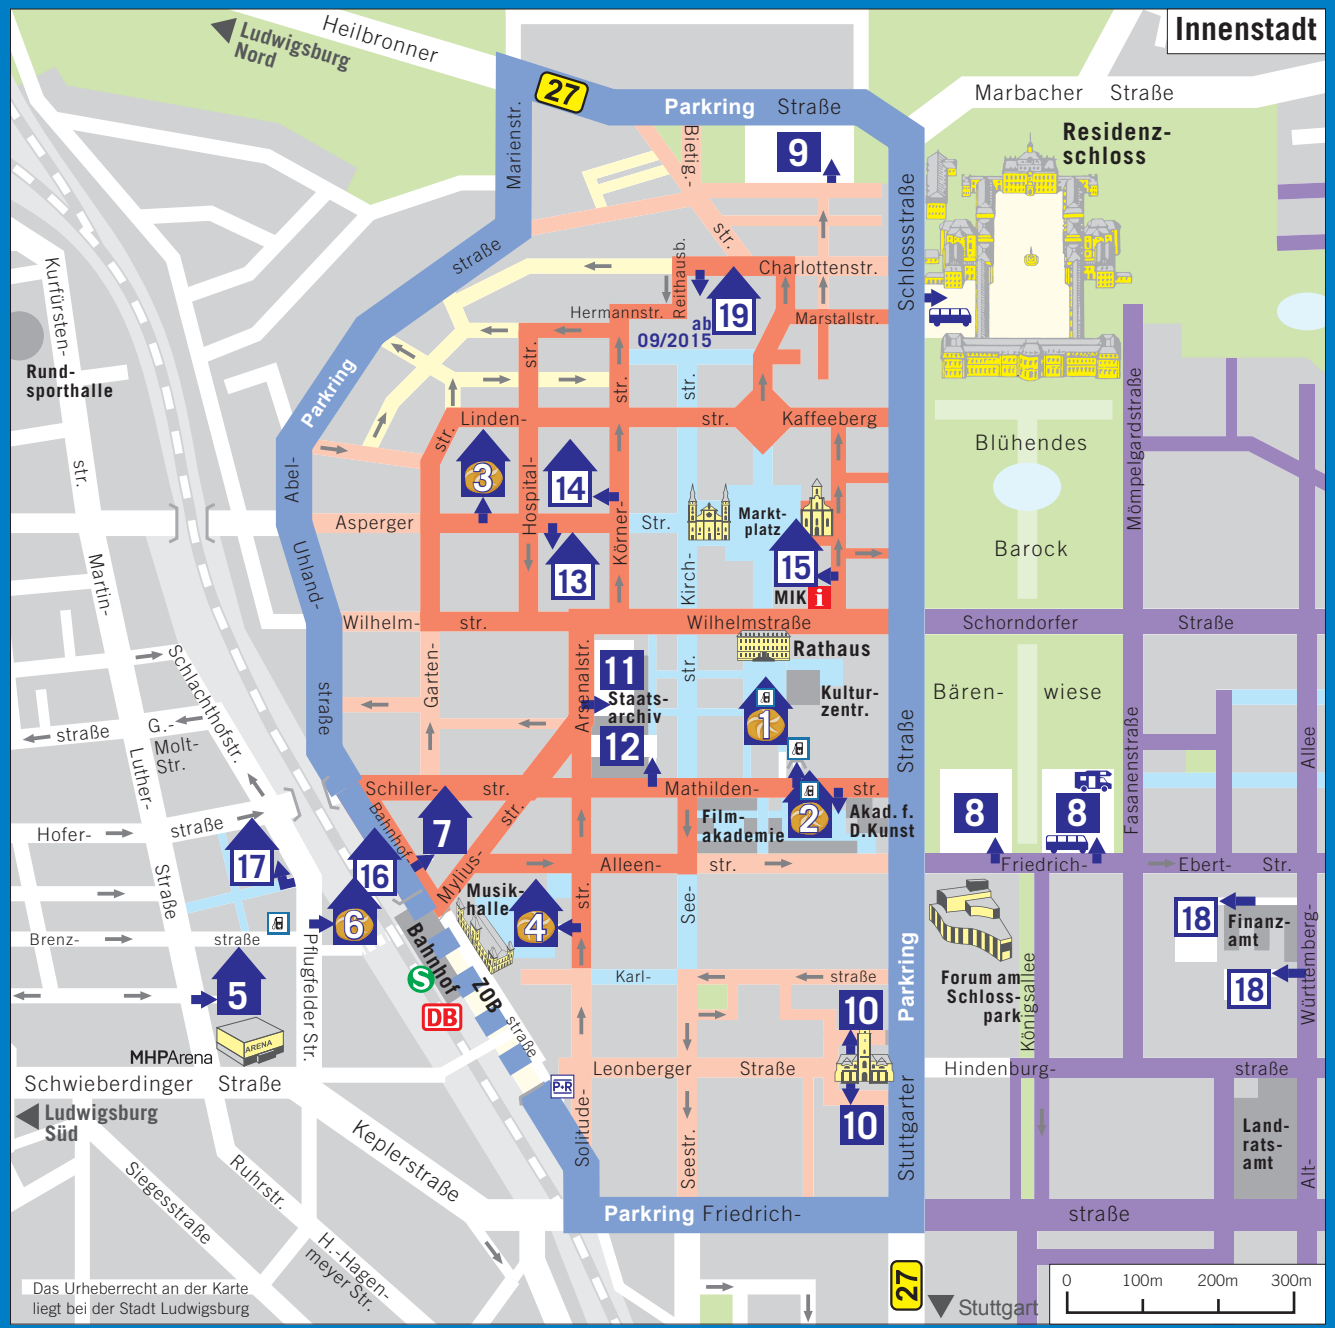 Innenstadt
Heilbronner
Ludwigsburg
Nord
27
Parkring Straße
Marbacher Straße
Residenz-
schloss
Marienstr.
Bietig.-
str.
9
Schlossstraße
straße
Reithausb.
Charlottenstr.
Hermannstr.
19
ab
09/2015
Marstallstr.
Kurfürsten-
str.
Rund-
sporthalle
Parkring
str.
str.
str.
Linden-
str.
Kaffeeberg
str.
Blühendes
Barock
Mömpelgardstraße
3
14
Hospital-
Körner-
Abel-
Asperger
Str.
Markt-
platz
13
15
MIK
i
Kirch-
Uhland-
Martin-
Wilhelm-
str.
Wilhelmstraße
Schorndorfer
Straße
Rathaus
Garten-
Arsenalstr.
11
Staats-
archiv
12
str.
1
Kultur-
zentr.
Bären-
wiese
Schlachthofstr.
straße
G.-
Molt-
Str.
straße
Luther-
Straße
Straße
Fasanenstraße
Allee
Schiller-
str.
Mathilden-
str.
Bahnhof-
7
str.
Mylius-
Film-
akademie
2
Akad. f.
D.Kunst
8
8
Hofer-
straße
17
16
Alleen-
str.
Friedrich-
Ebert-
Str.
6
Musik-
halle
4
str.
See-
Brenz-
straße
Pflugfelder Str.
5
Bahnhof
S
DB
ZOB
straße
Karl-
straße
Parkring
Forum am
Schloss-
park
Königsallee
18
Finanz-
amt
18
Württemberg-
10
10
ARENA
MHPArena
Schwieberdinger
Straße
Ludwigsburg
Süd
P+R
Leonberger
Straße
Hindenburg-
straße
Solitude-
Seestr.
Stuttgarter
Land-
rats-
amt
Alt-
Keplerstraße
Siegesstraße
Ruhrstr.
H.-Hagen-
meyer Str.
Parkring Friedrich-
straße
Das Urheberrecht an der Karte
liegt bei der Stadt Ludwigsburg
27
Stuttgart
0 100m 200m 300m